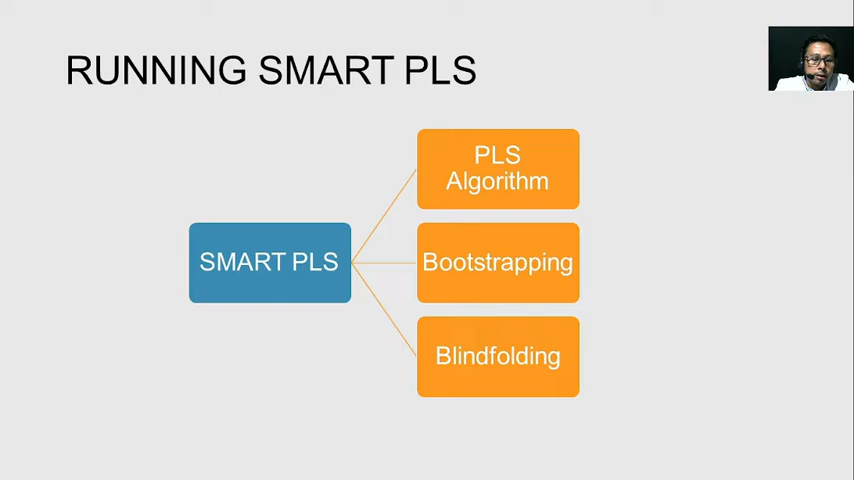 RUNNING SMART PLS
SMART PLS
PLS
Algorithm
Bootstrapping
Blindfolding